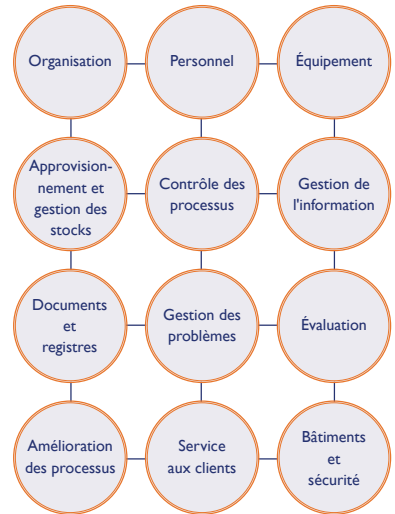 Organisation
Personnel
Équipement
Approvision-
nement et
gestion des
stocks
Contrôle des
processus
Gestion de
l'information
Documents
et
registres
Gestion des
problèmes
Évaluation
Amélioration
des processus
Service
aux clients
Bâtiments
et
sécurité